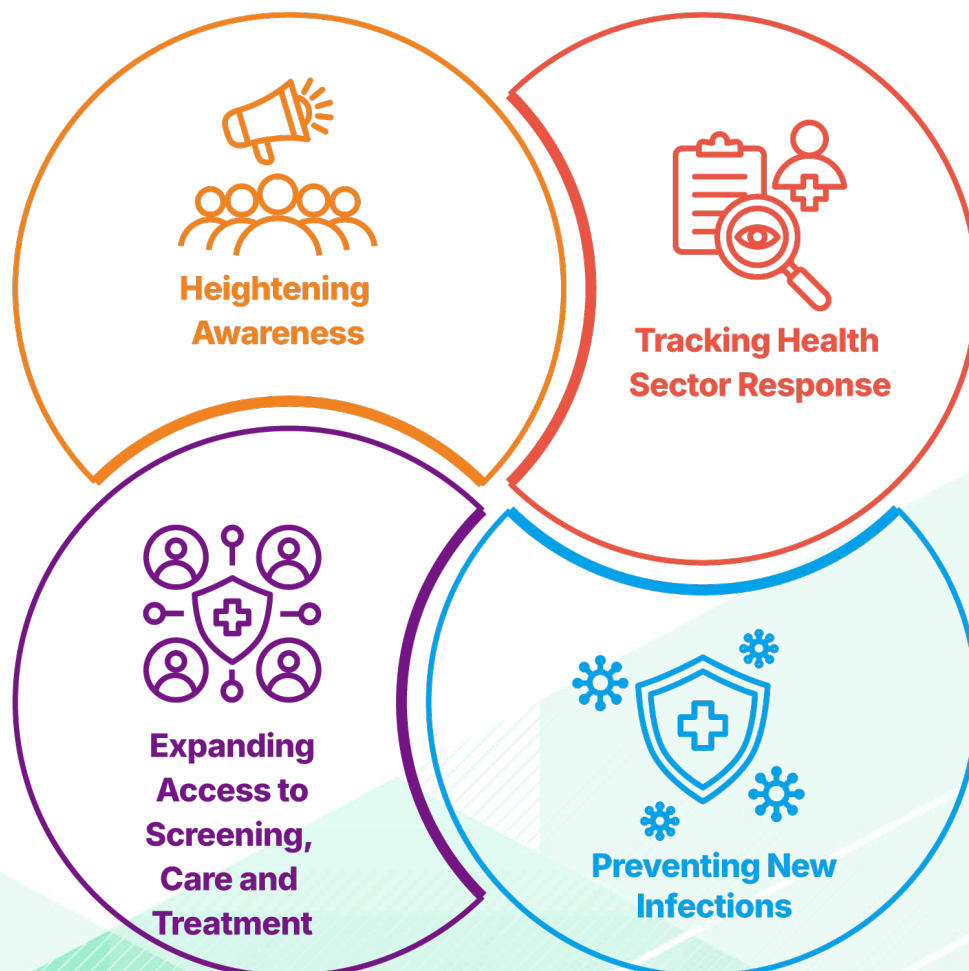 Heightening
Awareness
Tracking Health
Sector Response
Expanding
Access to
Screening,
Care and
Treatment
Preventing New
Infections